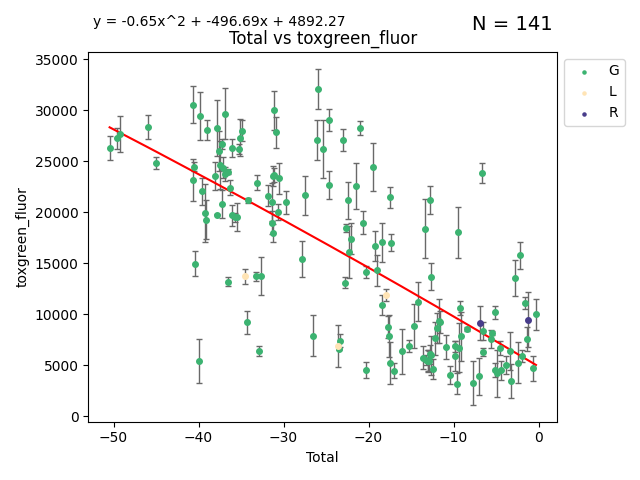 y = -0.65x^2 + -496.69x + 4892.27
N = 141
Total vs toxgreen_fluor
35000
30000
25000
20000
15000
10000
5000
0
toxgreen_fluor
−50 −40 −30 −20 −10 0
Total
G
L
R